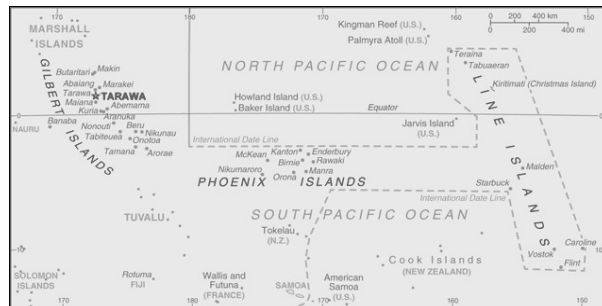 170
180
170
160
150
MARSHALL
ISLANDS
Kingman Reef (U.S.)
Palmyra Atoll (U.S.)
0 200 400 km
0 200 400 mi
Butaritari
Makin
Abaiang
Marakei
Tarawa
TARAWA
Maiana
Abemama
Kuria
Aranuka
GILBERT ISLANDS
NORTH PACIFIC OCEAN
Teraina
Tabuaeran
Kiritimati (Christmas Island)
LINE ISLANDS
Howland Island (U.S.)
Baker Island (U.S.)
Equator
0
0
NAURU
Banaba
Nonouti
Beru
Nikunau
Tabiteuea
Onotoa
Tamana
Arorae
International Date Line
Jarvis Island
(U.S.)
McKean
Kanton
Enderbury
Birnie
Rawaki
Nikumaroro
Orona
Manra
PHOENIX ISLANDS
Malden
Starbuck
International Date Line
SOUTH PACIFIC OCEAN
TUVALU
Tokelau
(N.Z.)
Caroline
Vostok
Flint
10
10
SOLOMON
ISLANDS
Rotuma
FIJI
Wallis and
Futuna
(FRANCE)
SAMOA
American
Samoa
(U.S.)
Cook Islands
(NEW ZEALAND)
170
180
170
160
150